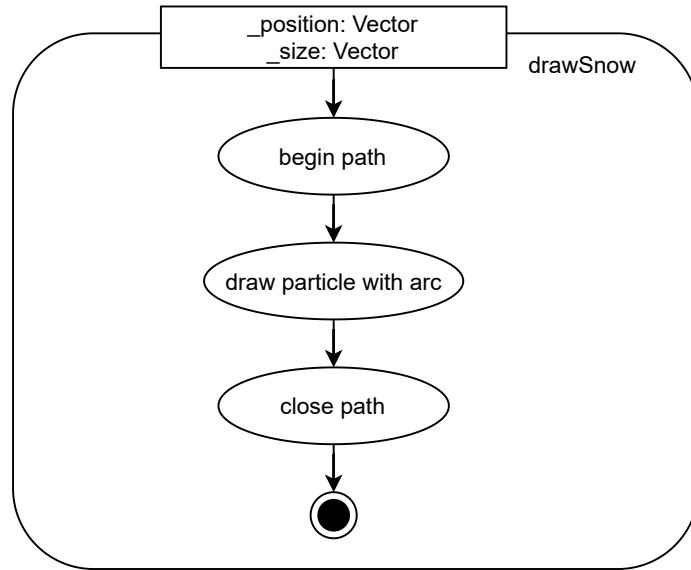 _position: Vector
_size: Vector
drawSnow
begin path
draw particle with arc
close path